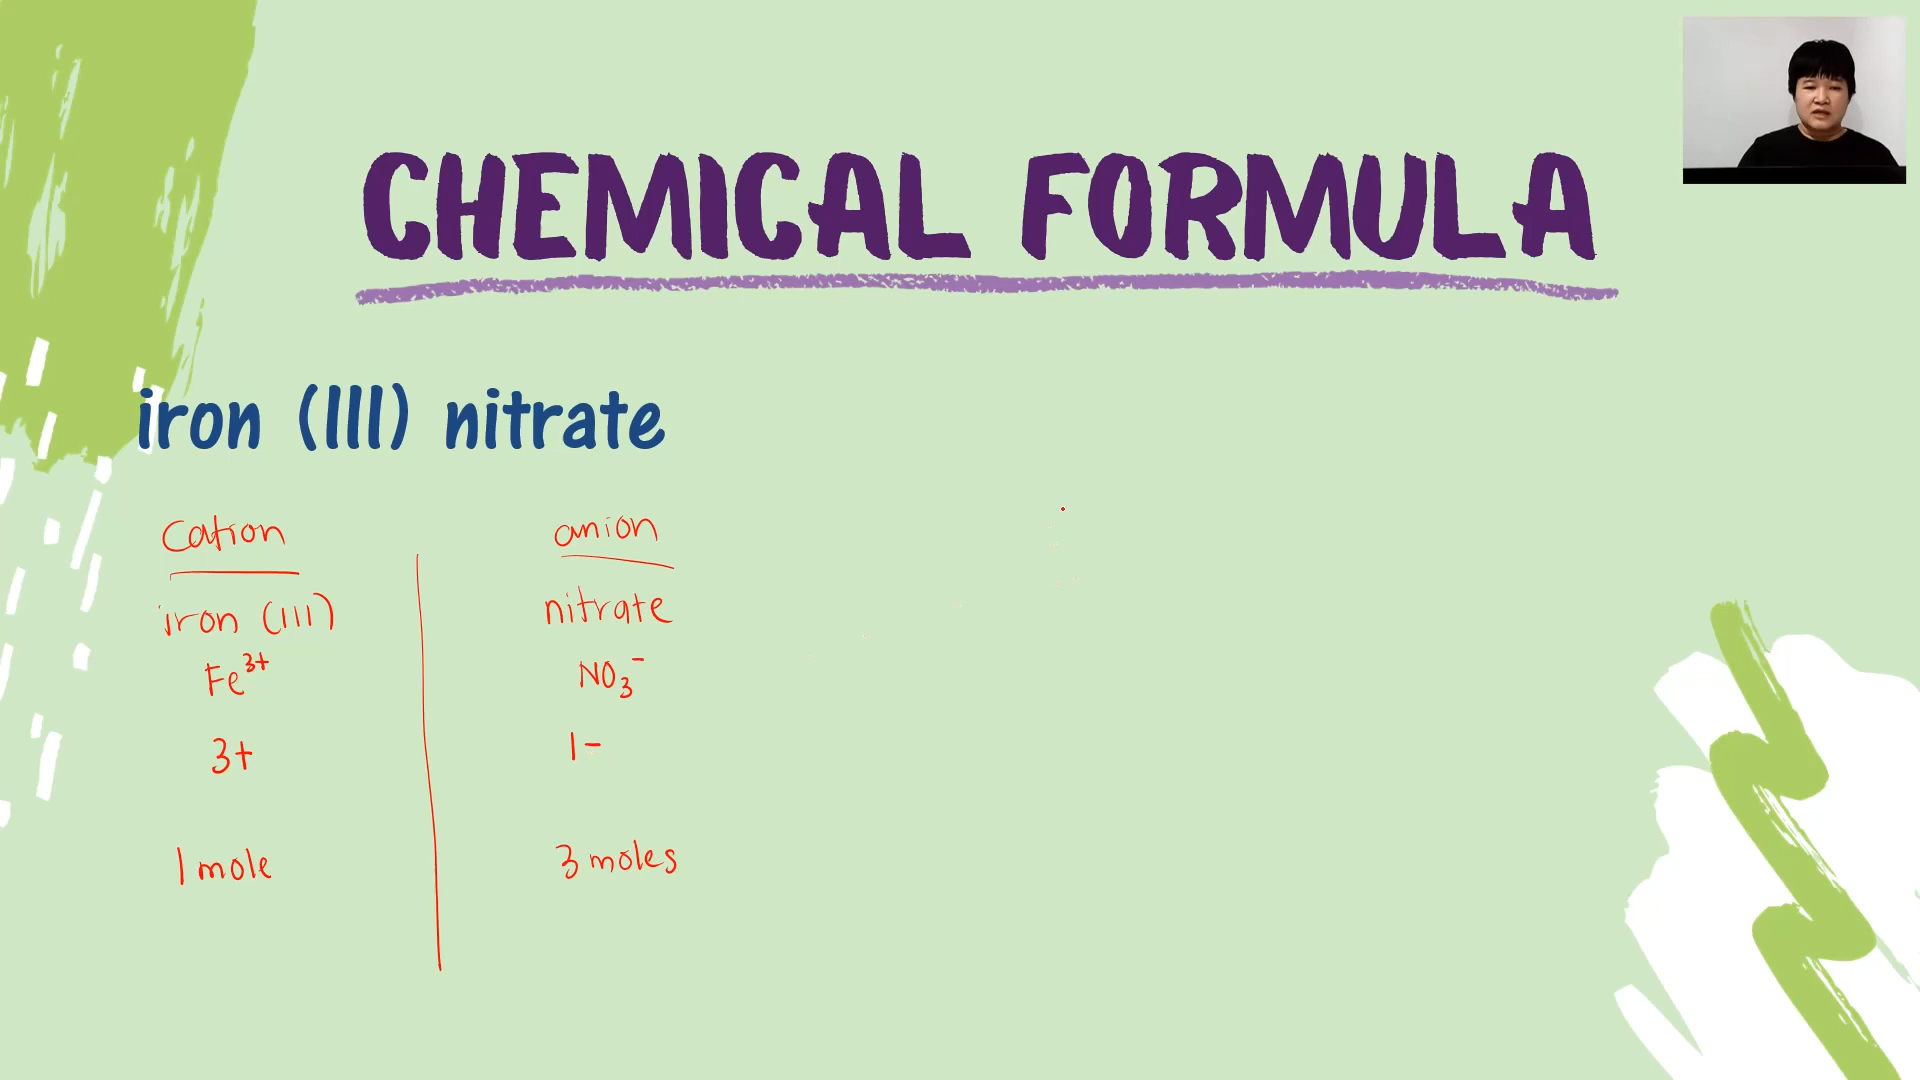 CHEMICAL FORMULA
iron (III) nitrate
cation anion
iron (III) nitrate
Fe³⁺ NO₃⁻
3+ 1-
1 mole 3 moles